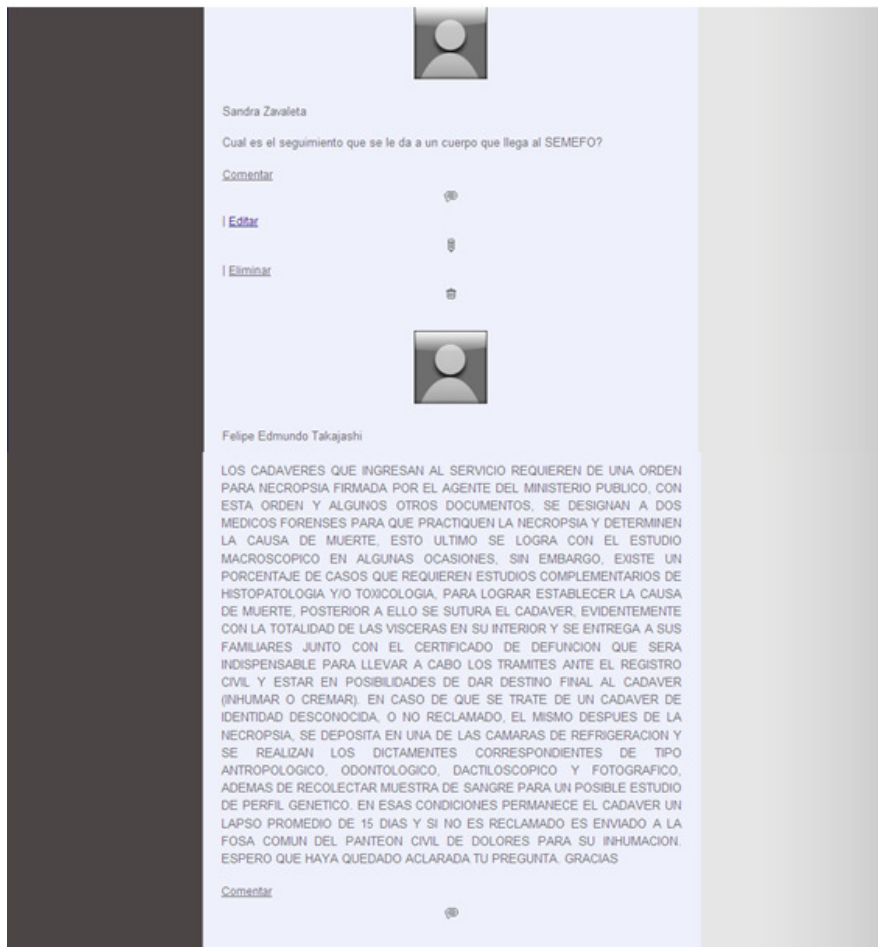 Sandra Zavaleta
Cual es el seguimiento que se le da a un cuerpo que llega al SEMEFO?
Comentar
| Editar
| Eliminar
Felipe Edmundo Takajashi
LOS CADAVERES QUE INGRESAN AL SERVICIO REQUIEREN DE UNA ORDEN
PARA NECROPSIA FIRMADA POR EL AGENTE DEL MINISTERIO PUBLICO, CON
ESTA ORDEN Y ALGUNOS OTROS DOCUMENTOS, SE DESIGNAN A DOS
MEDICOS FORENSES PARA QUE PRACTIQUEN LA NECROPSIA Y DETERMINEN
LA CAUSA DE MUERTE, ESTO ULTIMO SE LOGRA CON EL ESTUDIO
MACROSCOPICO EN ALGUNAS OCASIONES, SIN EMBARGO, EXISTE UN
PORCENTAJE DE CASOS QUE REQUIEREN ESTUDIOS COMPLEMENTARIOS DE
HISTOPATOLOGIA Y/O TOXICOLOGIA, PARA LOGRAR ESTABLECER LA CAUSA
DE MUERTE, POSTERIOR A ELLO SE SUTURA EL CADAVER, EVIDENTEMENTE
CON LA TOTALIDAD DE LAS VISCERAS EN SU INTERIOR Y SE ENTREGA A SUS
FAMILIARES JUNTO CON EL CERTIFICADO DE DEFUNCION QUE SERA
INDISPENSABLE PARA LLEVAR A CABO LOS TRAMITES ANTE EL REGISTRO
CIVIL Y ESTAR EN POSIBILIDADES DE DAR DESTINO FINAL AL CADAVER
(INHUMAR O CREMAR). EN CASO DE QUE SE TRATE DE UN CADAVER DE
IDENTIDAD DESCONOCIDA, O NO RECLAMADO, EL MISMO DESPUES DE LA
NECROPSIA, SE DEPOSITA EN UNA DE LAS CAMARAS DE REFRIGERACION Y
SE REALIZAN LOS DICTAMENTES CORRESPONDIENTES DE TIPO
ANTROPOLOGICO, ODONTOLOGICO, DACTILOSCOPICO Y FOTOGRAFICO,
ADEMAS DE RECOLECTAR MUESTRA DE SANGRE PARA UN POSIBLE ESTUDIO
DE PERFIL GENETICO. EN ESAS CONDICIONES PERMANECE EL CADAVER UN
LAPSO PROMEDIO DE 15 DIAS Y SI NO ES RECLAMADO ES ENVIADO A LA
FOSA COMUN DEL PANTEON CIVIL DE DOLORES PARA SU INHUMACION.
ESPERO QUE HAYA QUEDADO ACLARADA TU PREGUNTA. GRACIAS
Comentar